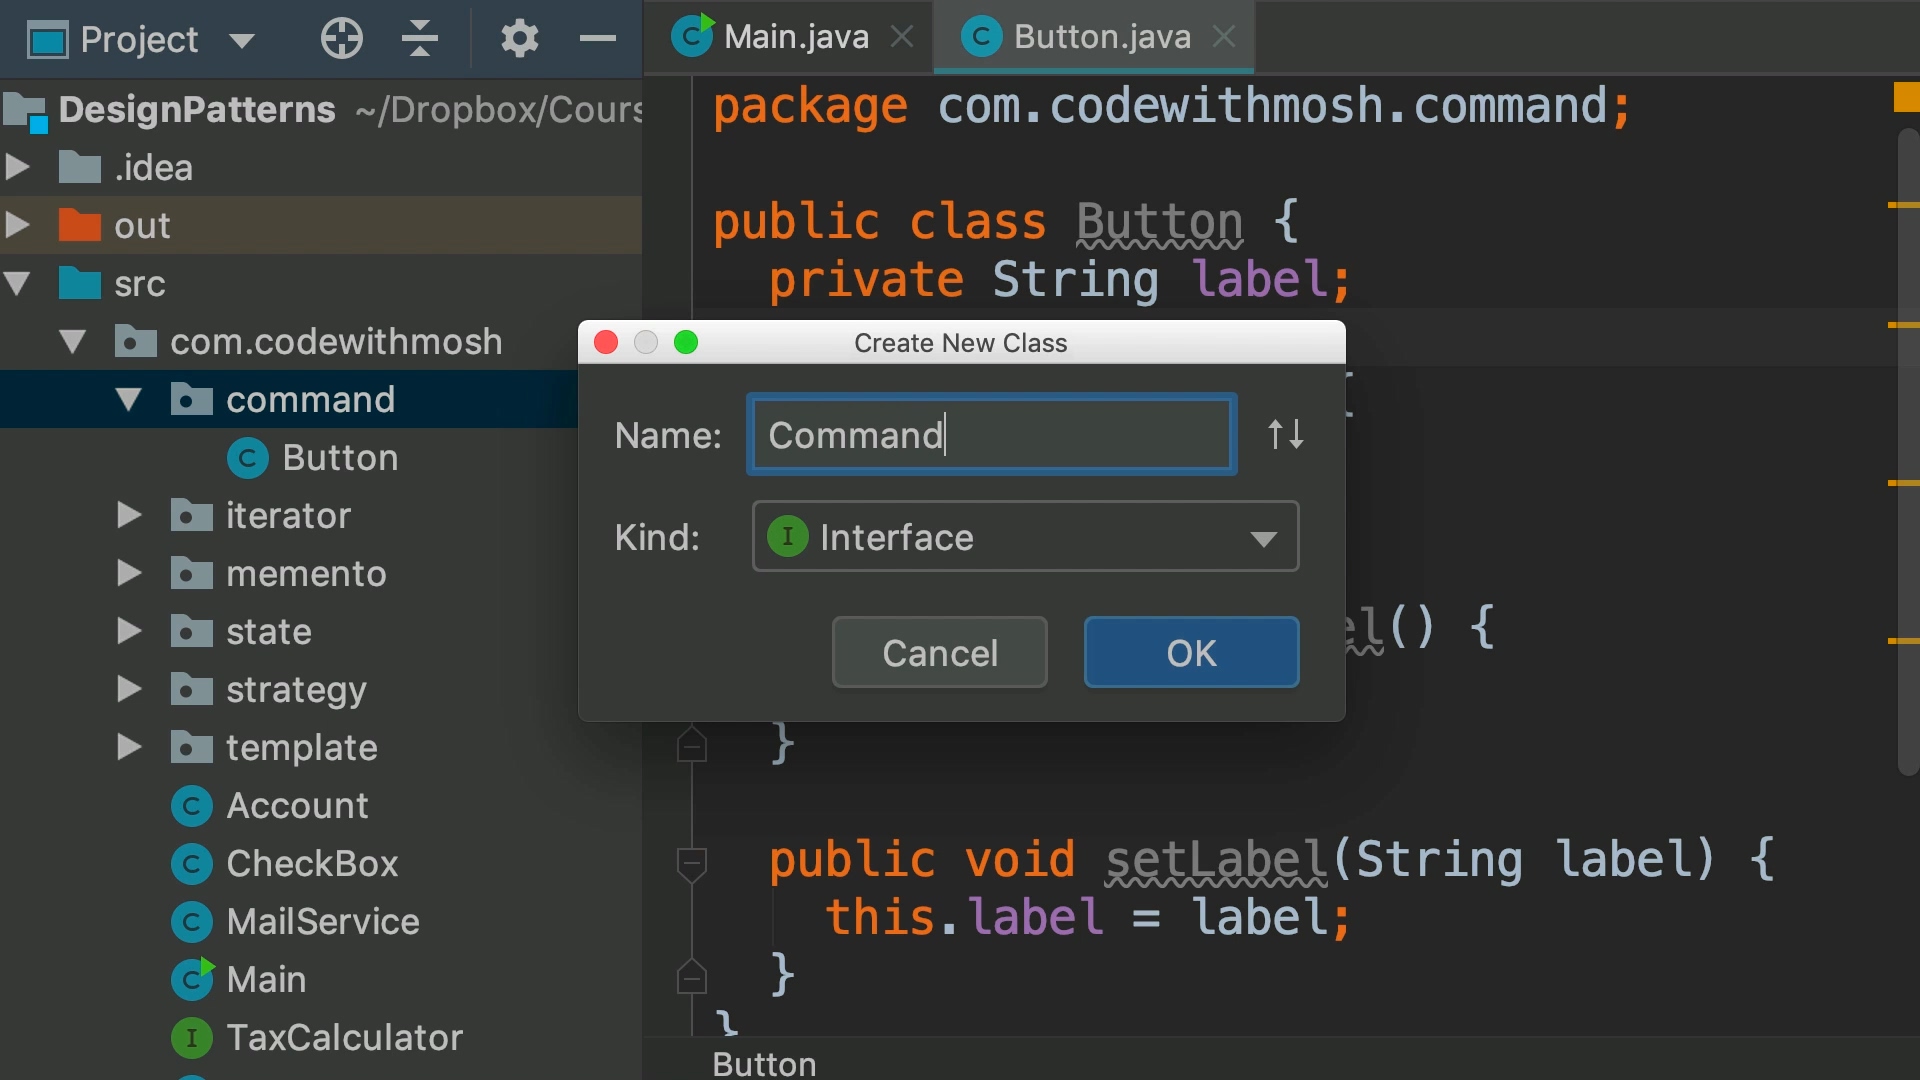 Project
DesignPatterns ~/Dropbox/Cours
.idea
out
src
com.codewithmosh
command
C Button
iterator
memento
state
strategy
template
C Account
C CheckBox
C MailService
C Main
I TaxCalculator
C Main.java
C Button.java
package com.codewithmosh.command;
public class Button {
private String label;
{
el() {
}
public void setLabel(String label) {
this.label = label;
}
}
Button
Create New Class
Name: Command
Kind: I Interface
Cancel OK